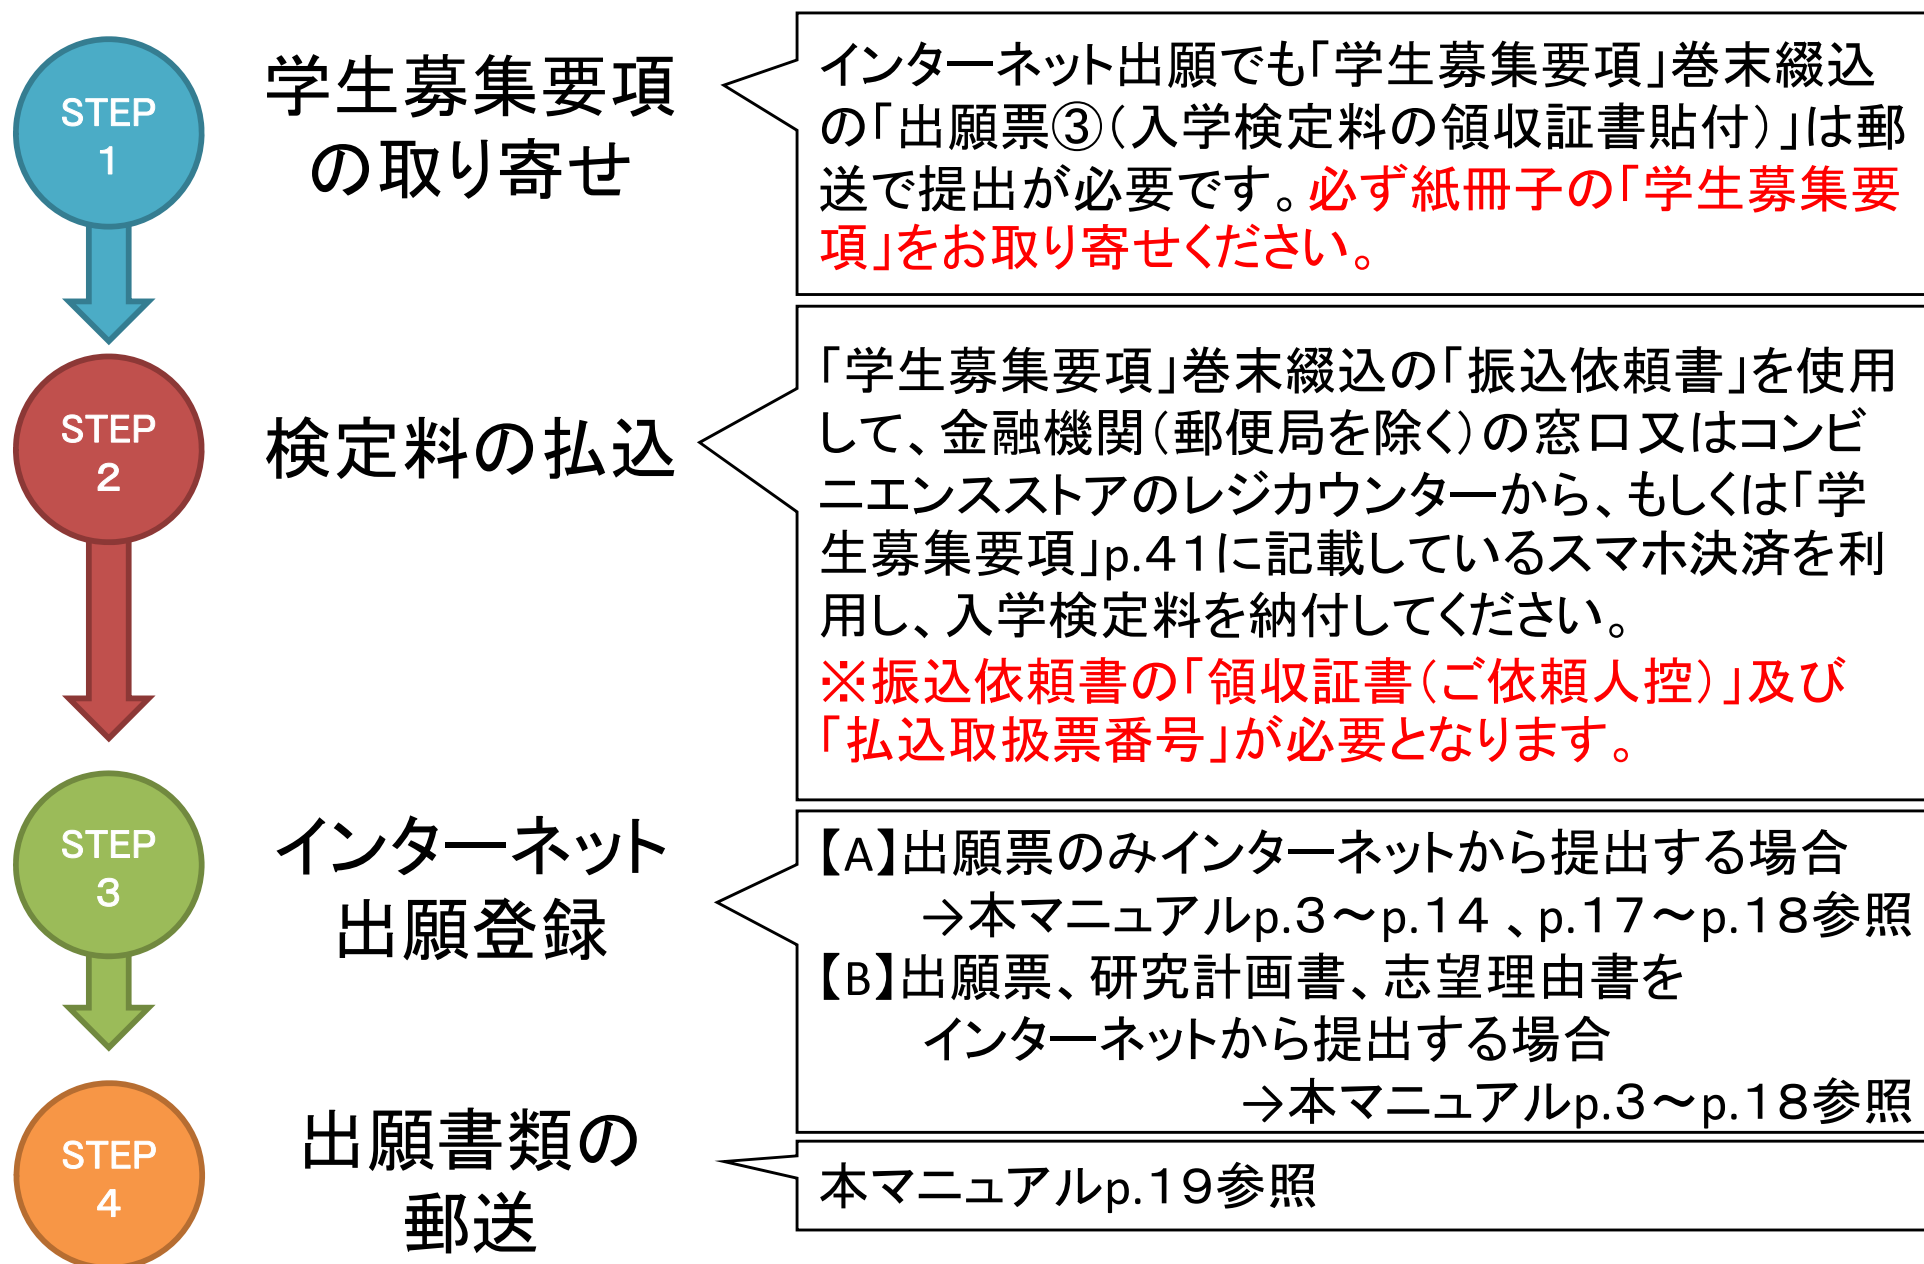 STEP
1
学生募集要項
の取り寄せ
インターネット出願でも「学生募集要項」巻末綴込
の「出願票③（入学検定料の領収証書貼付）」は郵
送で提出が必要です。必ず紙冊子の「学生募集要
項」をお取り寄せください。
STEP
2
検定料の払込
「学生募集要項」巻末綴込の「振込依頼書」を使用
して、金融機関（郵便局を除く）の窓口又はコンビ
ニエンスストアのレジカウンターから、もしくは「学
生募集要項」p.41に記載しているスマホ決済を利
用し、入学検定料を納付してください。
※振込依頼書の「領収証書（ご依頼人控）」及び
「払込取扱票番号」が必要となります。
STEP
3
インターネット
出願登録
【A】出願票のみインターネットから提出する場合
→本マニュアルp.3～p.14 、p.17～p.18参照
【B】出願票、研究計画書、志望理由書を
インターネットから提出する場合
→本マニュアルp.3～p.18参照
STEP
4
出願書類の
郵送
本マニュアルp.19参照